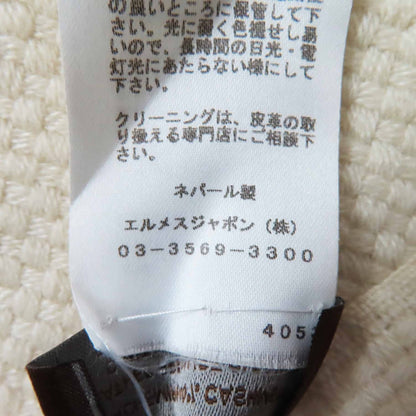 の良いところに保管して下
さい。光に弱く色褪せし易
いので、長時間の日光・電
灯光にあたらない様にして
下さい。
クリーニングは、皮革の取
り扱える専門店にご相談下
さい。
ネパール製
エルメスジャポン（株）
03-3569-3300
405